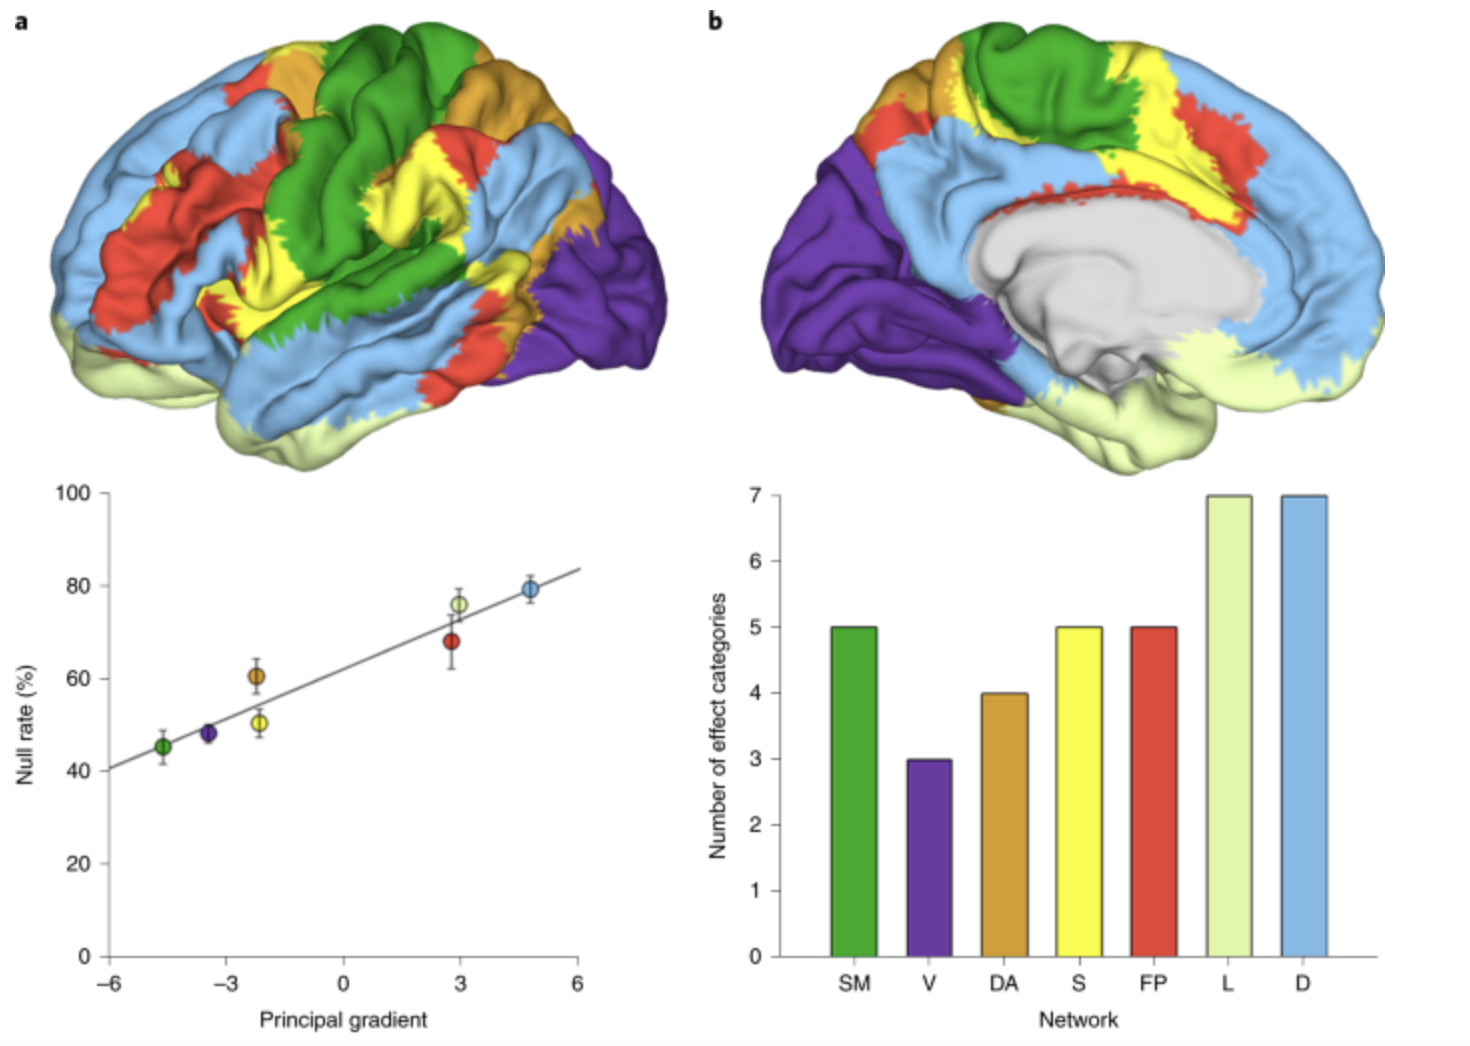 a
b
100
80
60
40
20
0
Null rate (%)
–6 –3 0 3 6
Principal gradient
7
6
5
4
3
2
1
0
Number of effect categories
SM V DA S FP L D
Network